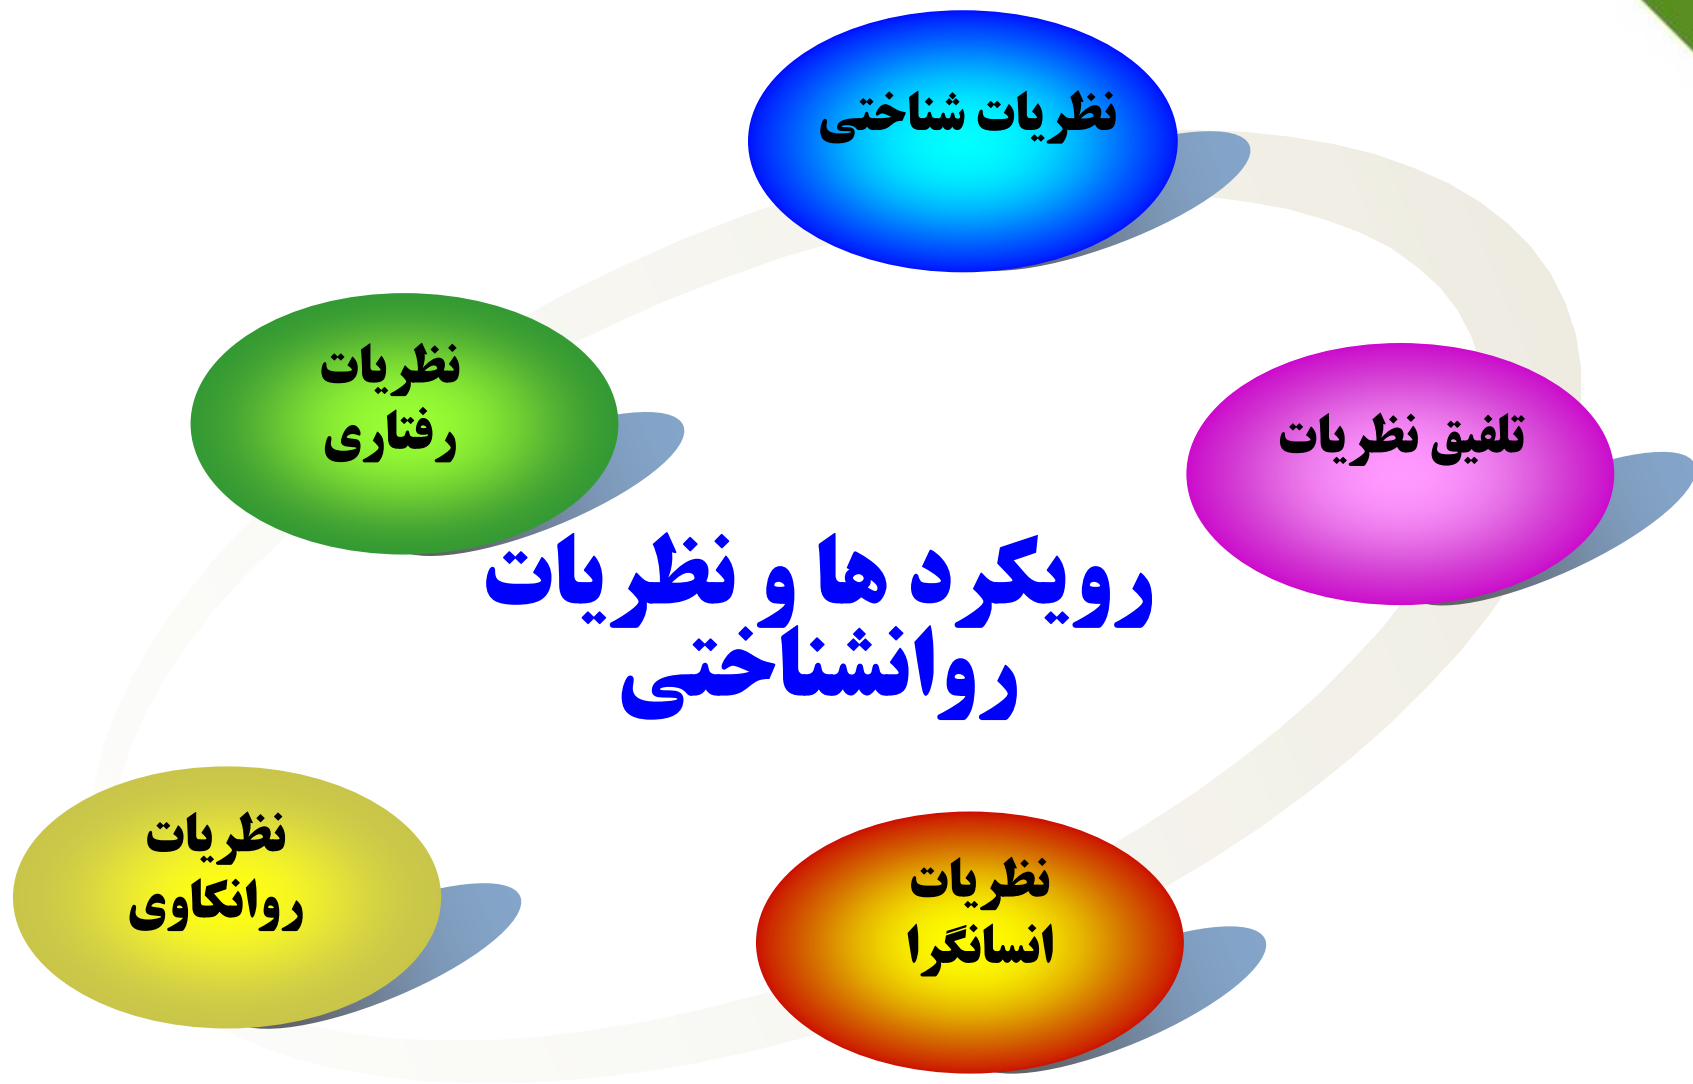 نظریات شناختی
نظریات
رفتاری
تلفیق نظریات
رویکرد ها و نظریات
روانشناختی
نظریات
روانکاوی
نظریات
انسانگرا